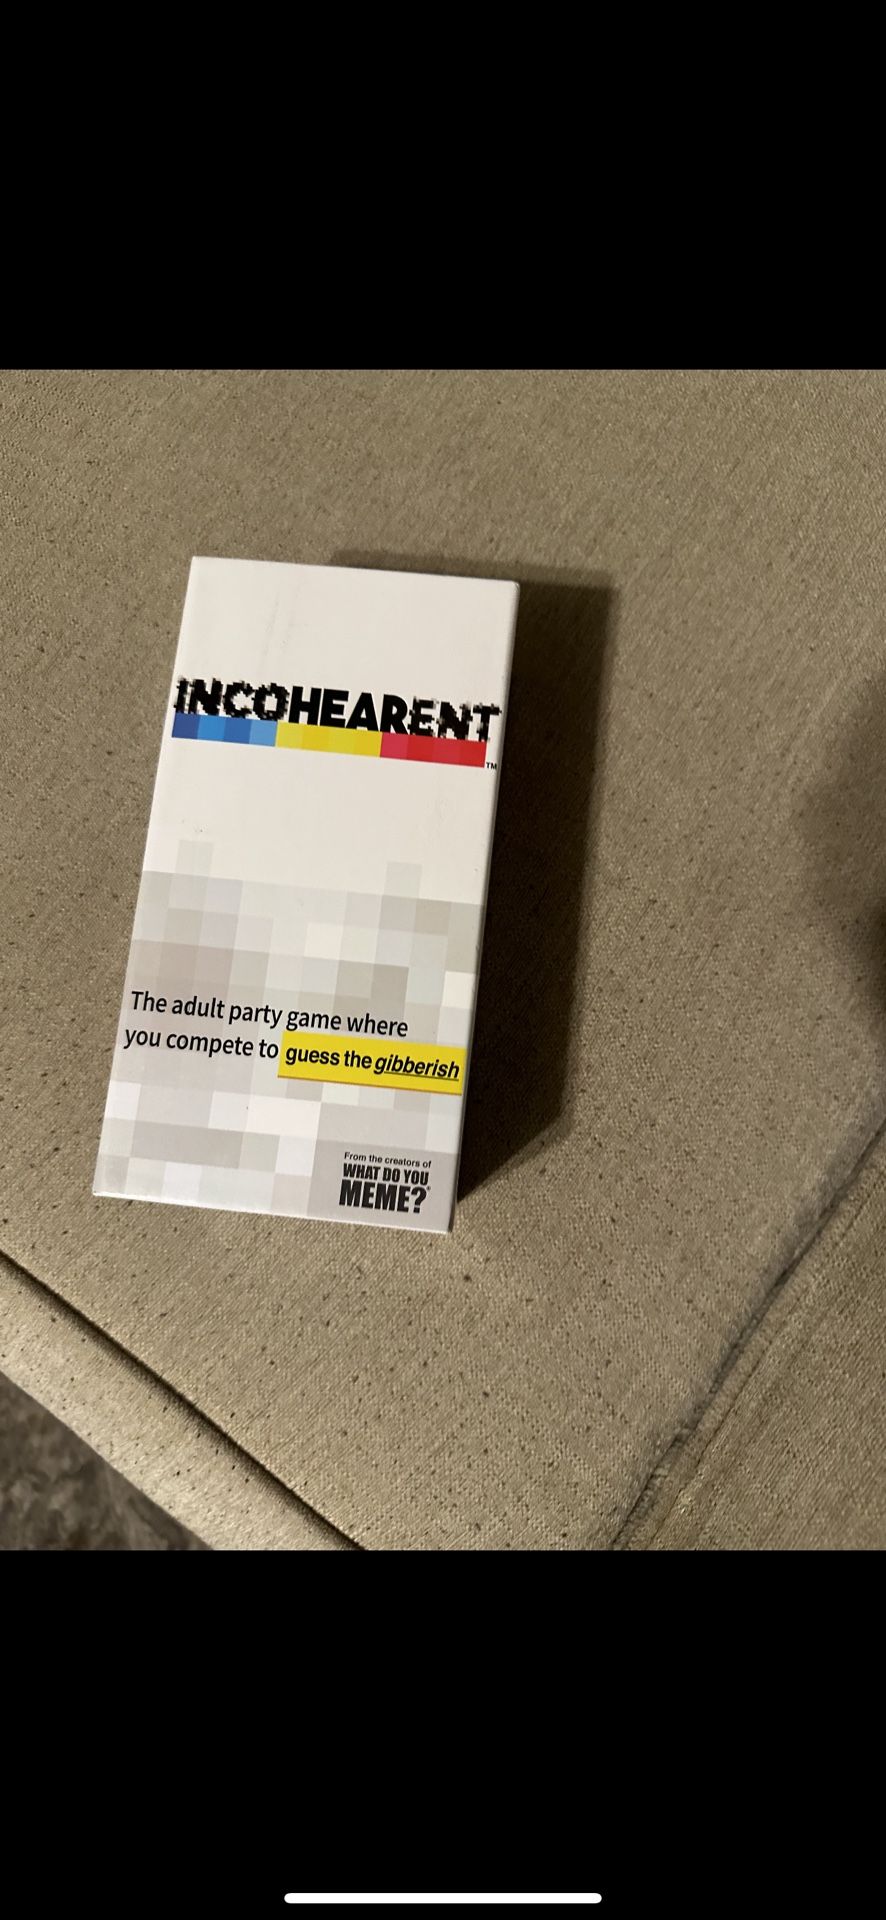 INCOHEARENT
TM
The adult party game where
you compete to guess the gibberish
From the creators of
WHAT DO YOU
MEME?®